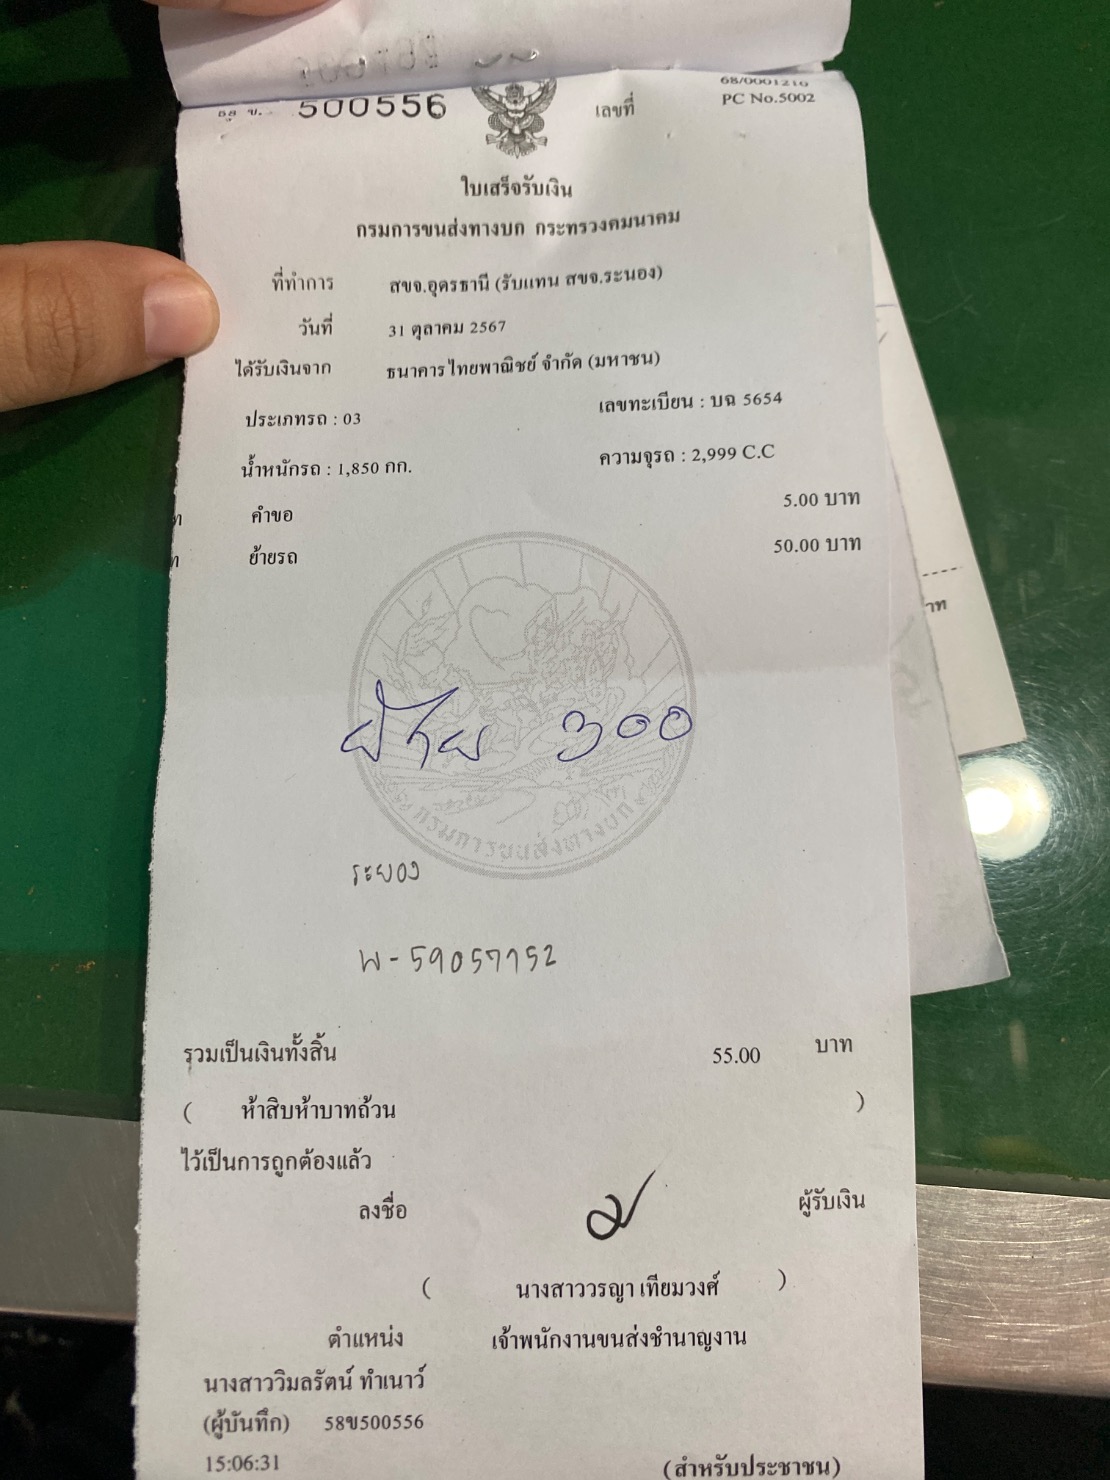 500556
เลขที่
68/0001216
PC No.5002
ใบเสร็จรับเงิน
กรมการขนส่งทางบก กระทรวงคมนาคม
ที่ทำการ สขจ.อุดรธานี (รับแทน สขจ.ระนอง)
วันที่ 31 ตุลาคม 2567
ได้รับเงินจาก ธนาคารไทยพาณิชย์ จำกัด (มหาชน)
ประเภทรถ : 03 เลขทะเบียน : บฉ 5654
น้ำหนักรถ : 1,850 กก. ความจุรถ : 2,999 C.C
คำขอ 5.00 บาท
ย้ายรถ 50.00 บาท
ป้าย 300
กรมการขนส่งทางบก
ระยอง
พ-59057152
รวมเป็นเงินทั้งสิ้น 55.00 บาท
( ห้าสิบห้าบาทถ้วน )
ไว้เป็นการถูกต้องแล้ว
ลงชื่อ ผู้รับเงิน
( นางสาววรญา เทียมวงศ์ )
ตำแหน่ง เจ้าพนักงานขนส่งชำนาญงาน
นางสาววิมลรัตน์ ทำเนาว์
(ผู้บันทึก) 58ข500556
15:06:31
(สำหรับประชาชน)